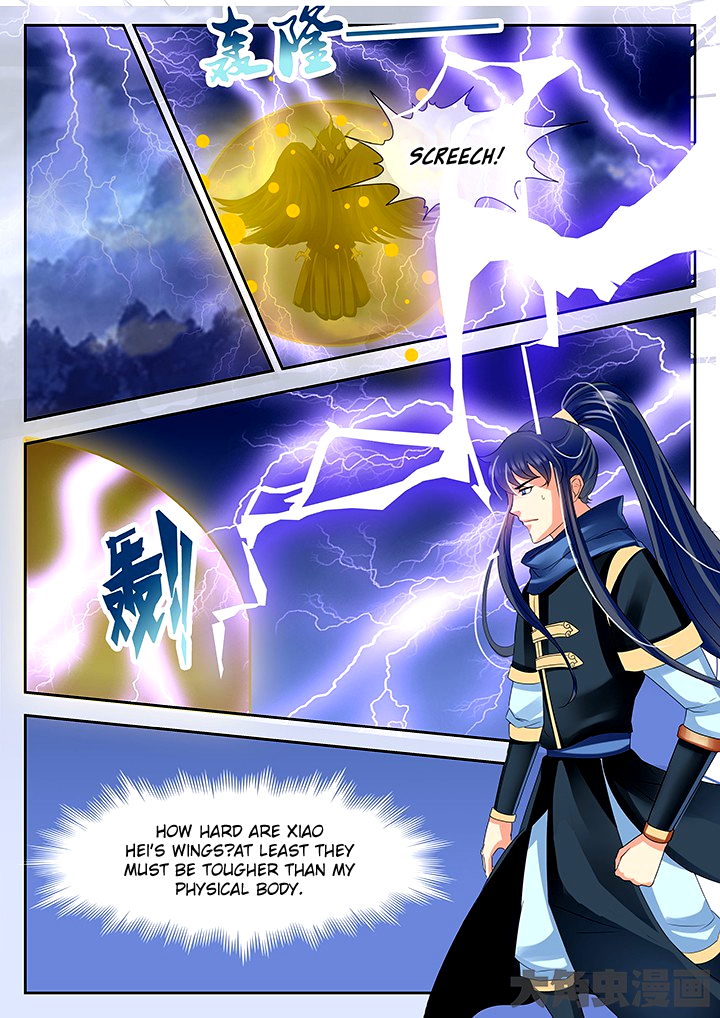 轰隆
SCREECH!
轰!!
HOW HARD ARE XIAO
HEI'S WINGS?AT LEAST THEY
MUST BE TOUGHER THAN MY
PHYSICAL BODY.
大角虫漫画